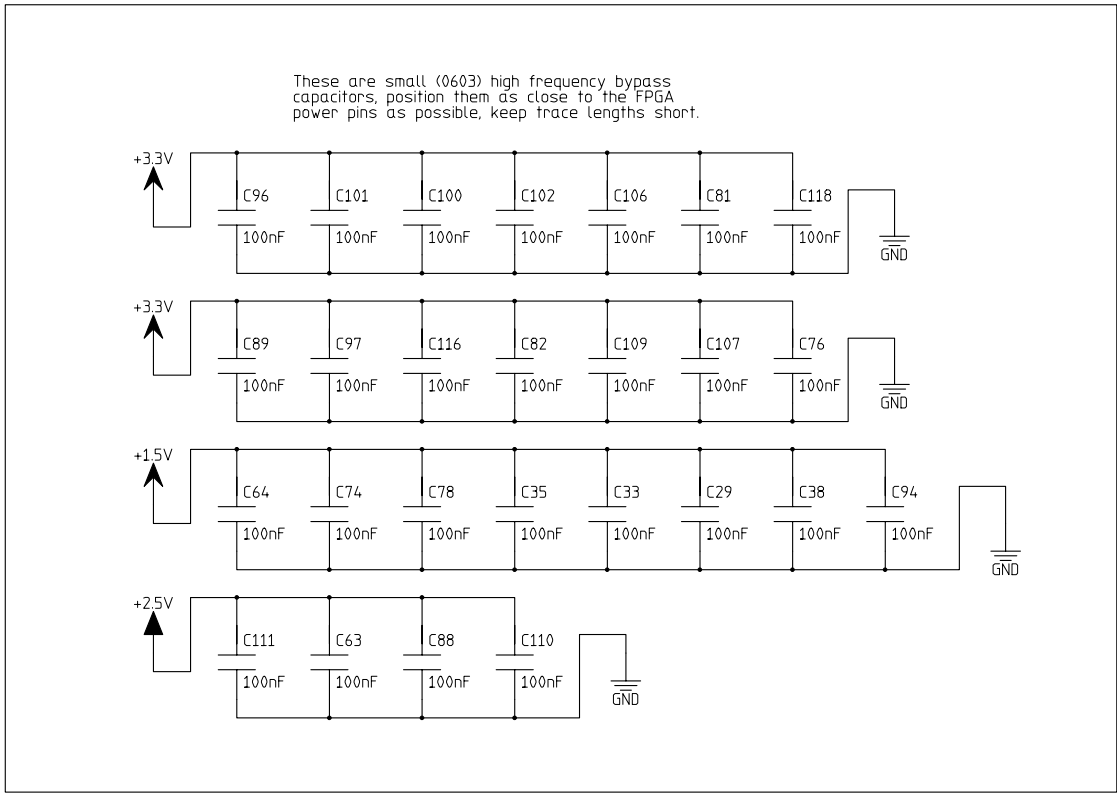 These are small (0603) high frequency bypass
capacitors, position them as close to the FPGA
power pins as possible, keep trace lengths short.
+3.3V
C96 C101 C100 C102 C106 C81 C118
100nF 100nF 100nF 100nF 100nF 100nF 100nF
GND
+3.3V
C89 C97 C116 C82 C109 C107 C76
100nF 100nF 100nF 100nF 100nF 100nF 100nF
GND
+1.5V
C64 C74 C78 C35 C33 C29 C38 C94
100nF 100nF 100nF 100nF 100nF 100nF 100nF 100nF
GND
+2.5V
C111 C63 C88 C110
100nF 100nF 100nF 100nF
GND